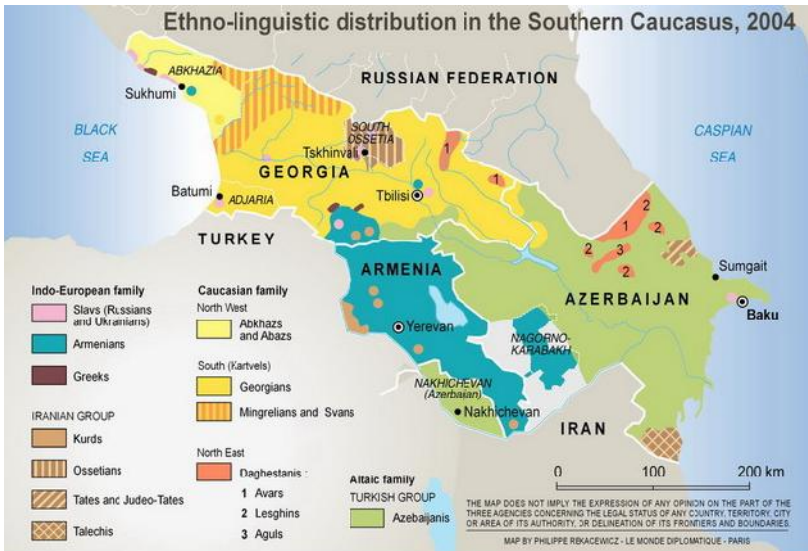 Ethno-linguistic distribution in the Southern Caucasus, 2004
RUSSIAN FEDERATION
ABKHAZIA
Sukhumi
BLACK
SEA
CASPIAN
SEA
SOUTH
OSSETIA
Tskhinvali
GEORGIA
1
1
Batumi
ADJARIA
Tbilisi
TURKEY
2
1
2
2
3
2
ARMENIA
Sumgait
AZERBAIJAN
Baku
Yerevan
NAGORNO-
KARABAKH
NAKHICHEVAN
(Azerbaijan)
Nakhichevan
IRAN
Indo-European family
Slavs (Russians
and Ukrainians)
Armenians
Greeks
IRANIAN GROUP
Kurds
Ossetians
Tates and Judeo-Tates
Talechis
Caucasian family
North West
Abkhazs
and Abazs
South (Kartvels)
Georgians
Mingrelians and Svans
North East
Daghestanis :
1 Avars
2 Lesghins
3 Aguls
Altaic family
TURKISH GROUP
Azebaijanis
0 100 200 km
THE MAP DOES NOT IMPLY THE EXPRESSION OF ANY OPINION ON THE PART OF THE
THREE AGENCIES CONCERNING THE LEGAL STATUS OF ANY COUNTRY, TERRITORY, CITY
OR AREA OF ITS AUTHORITY, OR DELINEATION OF ITS FRONTIERS AND BOUNDARIES.
MAP BY PHILIPPE REKACEWICZ - LE MONDE DIPLOMATIQUE - PARIS